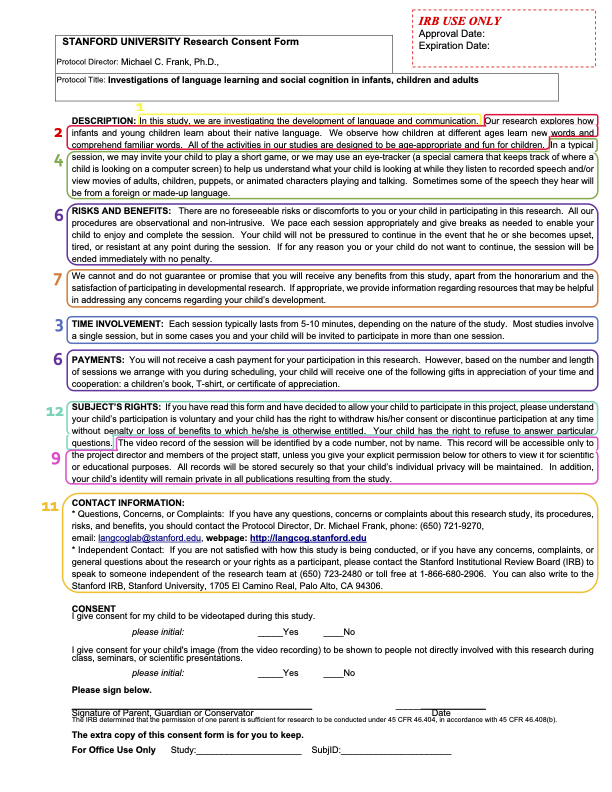 IRB USE ONLY
Approval Date:
Expiration Date:
STANFORD UNIVERSITY Research Consent Form
Protocol Director: Michael C. Frank, Ph.D.,
Protocol Title: Investigations of language learning and social cognition in infants, children and adults
1
DESCRIPTION: In this study, we are investigating the development of language and communication. Our research explores how
2 infants and young children learn about their native language. We observe how children at different ages learn new words and
comprehend familiar words. All of the activities in our studies are designed to be age-appropriate and fun for children. In a typical
4 session, we may invite your child to play a short game, or we may use an eye-tracker (a special camera that keeps track of where a
child is looking on a computer screen) to help us understand what your child is looking at while they listen to recorded speech and/or
view movies of adults, children, puppets, or animated characters playing and talking. Sometimes some of the speech they hear will
be from a foreign or made-up language.
6 RISKS AND BENEFITS: There are no foreseeable risks or discomforts to you or your child in participating in this research. All our
procedures are observational and non-intrusive. We pace each session appropriately and give breaks as needed to enable your
child to enjoy and complete the session. Your child will not be pressured to continue in the event that he or she becomes upset,
tired, or resistant at any point during the session. If for any reason you or your child do not want to continue, the session will be
ended immediately with no penalty.
7 We cannot and do not guarantee or promise that you will receive any benefits from this study, apart from the honorarium and the
satisfaction of participating in developmental research. If appropriate, we provide information regarding resources that may be helpful
in addressing any concerns regarding your child's development.
3 TIME INVOLVEMENT: Each session typically lasts from 5-10 minutes, depending on the nature of the study. Most studies involve
a single session, but in some cases you and your child will be invited to participate in more than one session.
6 PAYMENTS: You will not receive a cash payment for your participation in this research. However, based on the number and length
of sessions we arrange with you during scheduling, your child will receive one of the following gifts in appreciation of your time and
cooperation: a children's book, T-shirt, or certificate of appreciation.
12 SUBJECT'S RIGHTS: If you have read this form and have decided to allow your child to participate in this project, please understand
your child's participation is voluntary and your child has the right to withdraw his/her consent or discontinue participation at any time
without penalty or loss of benefits to which he/she is otherwise entitled. Your child has the right to refuse to answer particular
questions. The video record of the session will be identified by a code number, not by name. This record will be accessible only to
9 the project director and members of the project staff, unless you give your explicit permission below for others to view it for scientific
or educational purposes. All records will be stored securely so that your child's individual privacy will be maintained. In addition,
your child's identity will remain private in all publications resulting from the study.
11 CONTACT INFORMATION:
* Questions, Concerns, or Complaints: If you have any questions, concerns or complaints about this research study, its procedures,
risks, and benefits, you should contact the Protocol Director, Dr. Michael Frank, phone: (650) 721-9270,
email: langcoglab@stanford.edu, webpage: http://langcog.stanford.edu
* Independent Contact: If you are not satisfied with how this study is being conducted, or if you have any concerns, complaints, or
general questions about the research or your rights as a participant, please contact the Stanford Institutional Review Board (IRB) to
speak to someone independent of the research team at (650) 723-2480 or toll free at 1-866-680-2906. You can also write to the
Stanford IRB, Stanford University, 1705 El Camino Real, Palo Alto, CA 94306.
CONSENT
I give consent for my child to be videotaped during this study.
please initial: _____Yes ____No
I give consent for your child's image (from the video recording) to be shown to people not directly involved with this research during
class, seminars, or scientific presentations.
please initial: _____Yes ____No
Please sign below.
Signature of Parent, Guardian or Conservator Date
The IRB determined that the permission of one parent is sufficient for research to be conducted under 45 CFR 46.404, in accordance with 45 CFR 46.408(b).
The extra copy of this consent form is for you to keep.
For Office Use Only Study:______________________ SubjID:_______________________